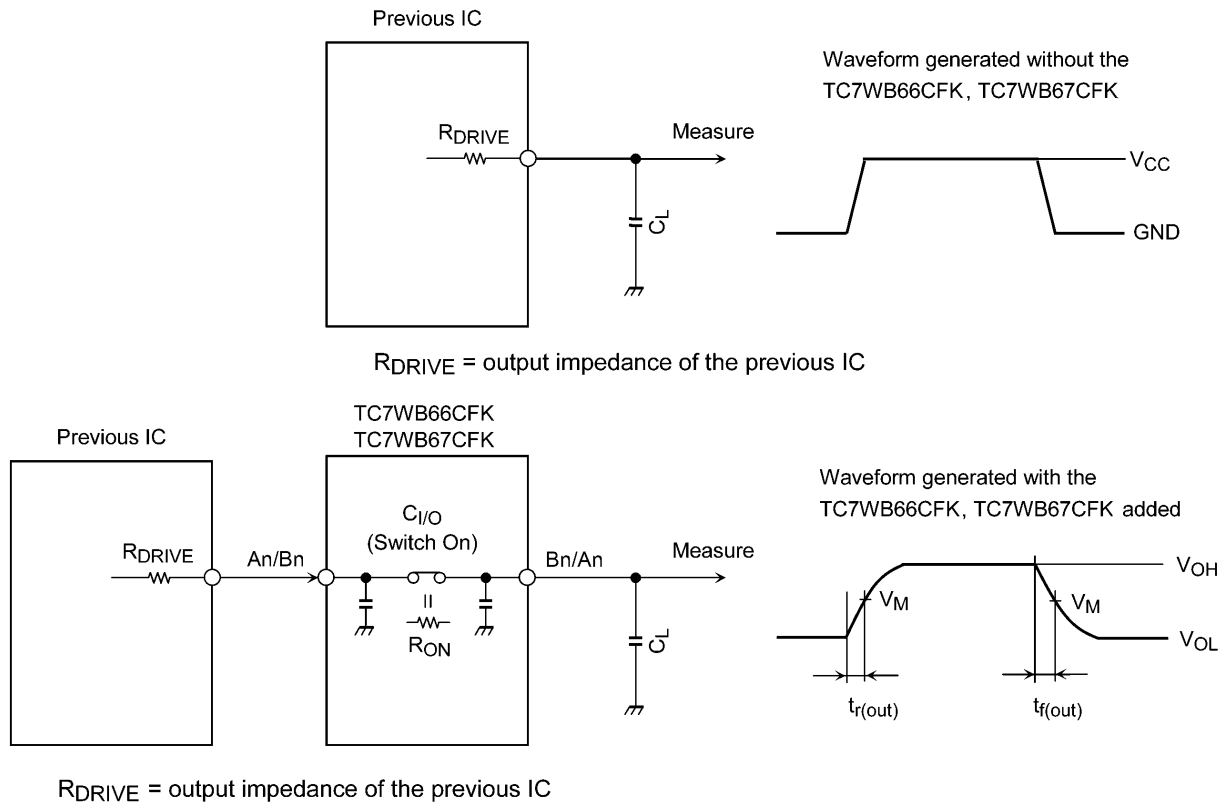 Previous IC
Waveform generated without the
TC7WB66CFK, TC7WB67CFK
RDRIVE
Measure
VCC
CL
GND
RDRIVE = output impedance of the previous IC
TC7WB66CFK
TC7WB67CFK
Previous IC
Waveform generated with the
TC7WB66CFK, TC7WB67CFK added
CI/O
(Switch On)
RDRIVE
An/Bn
Bn/An
Measure
VOH
VM
VM
RON
CL
VOL
tr(out)
tf(out)
RDRIVE = output impedance of the previous IC